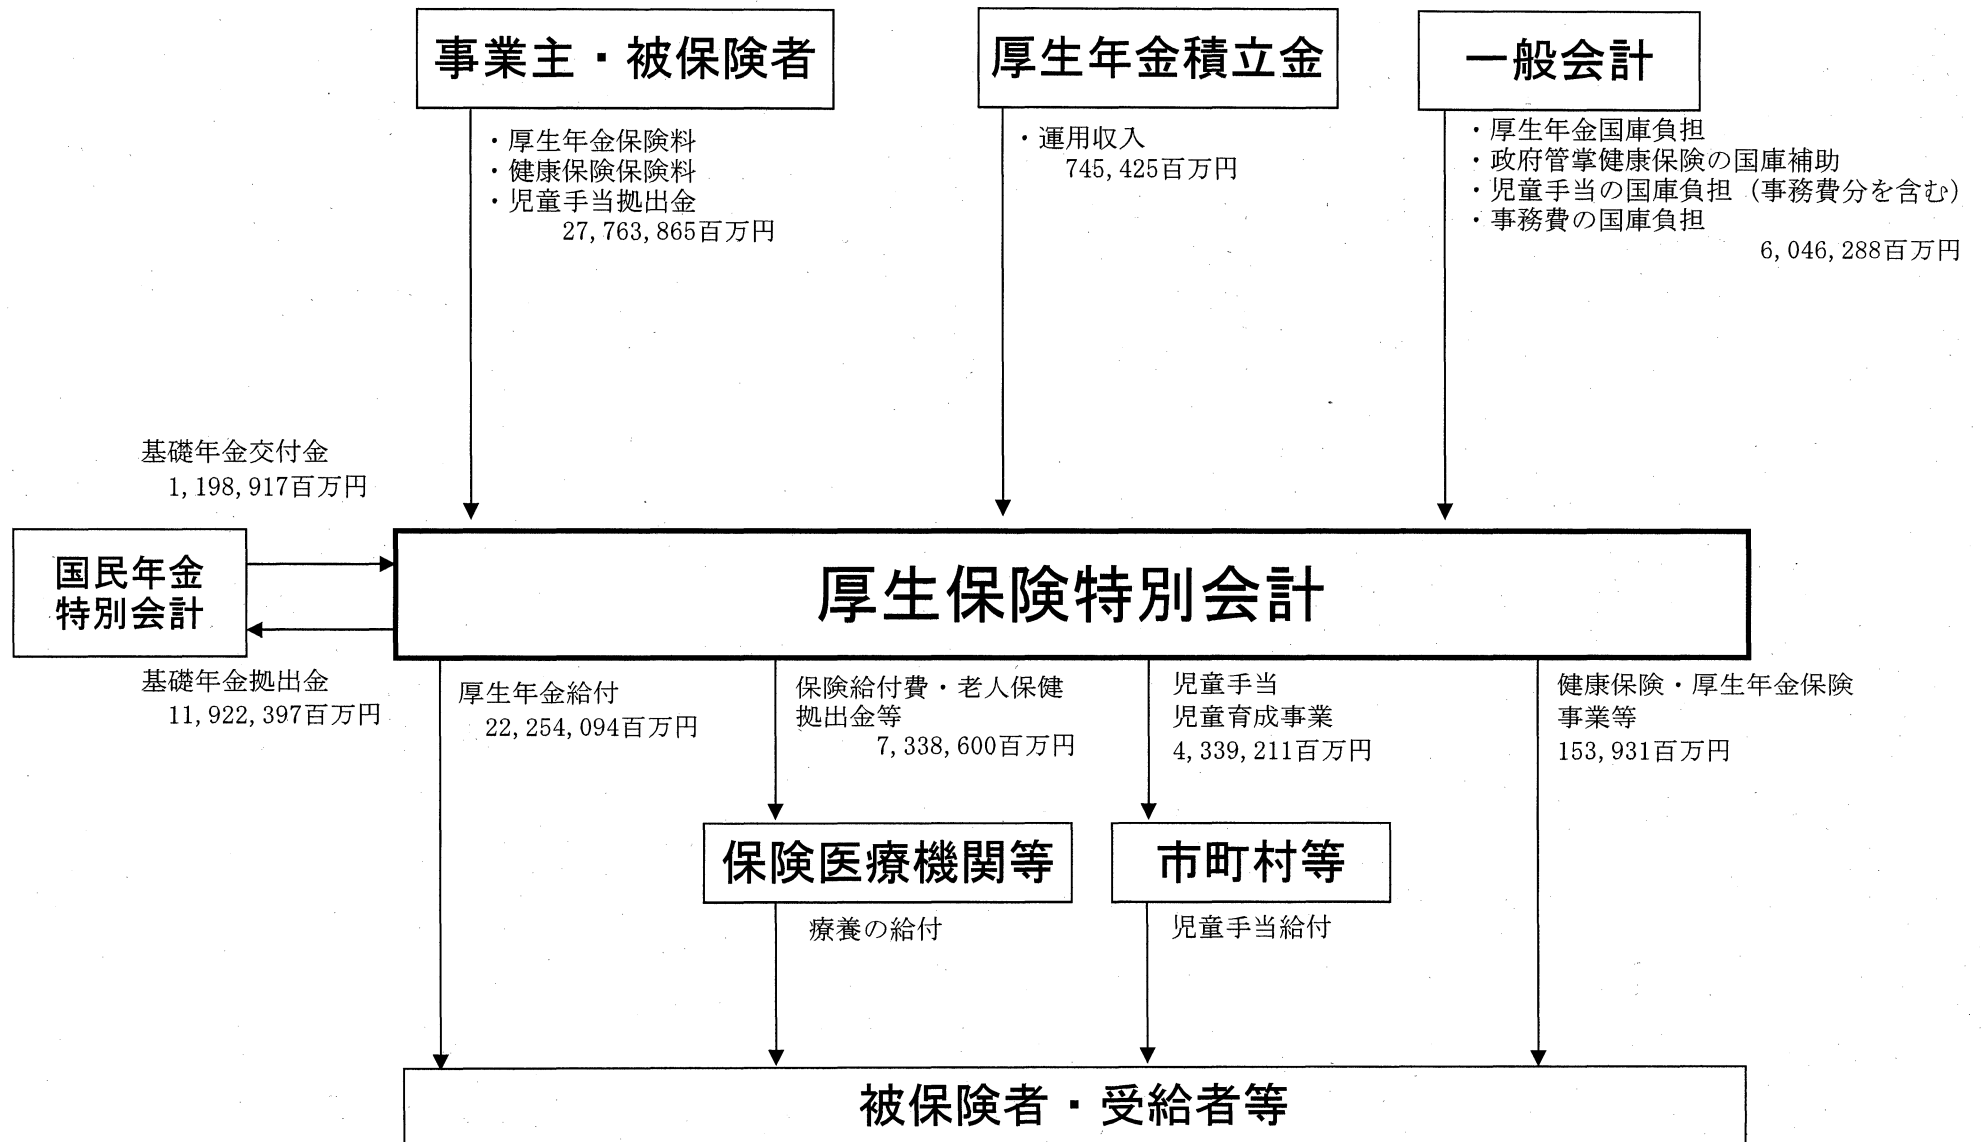 事業主・被保険者
厚生年金積立金
一般会計
・厚生年金保険料
・健康保険保険料
・児童手当拠出金
27,763,865百万円
・運用収入
745,425百万円
・厚生年金国庫負担
・政府管掌健康保険の国庫補助
・児童手当の国庫負担（事務費分を含む）
・事務費の国庫負担
6,046,288百万円
基礎年金交付金
1,198,917百万円
国民年金
特別会計
厚生保険特別会計
基礎年金拠出金
11,922,397百万円
厚生年金給付
22,254,094百万円
保険給付費・老人保健
拠出金等
7,338,600百万円
児童手当
児童育成事業
4,339,211百万円
健康保険・厚生年金保険
事業等
153,931百万円
保険医療機関等
市町村等
療養の給付
児童手当給付
被保険者・受給者等